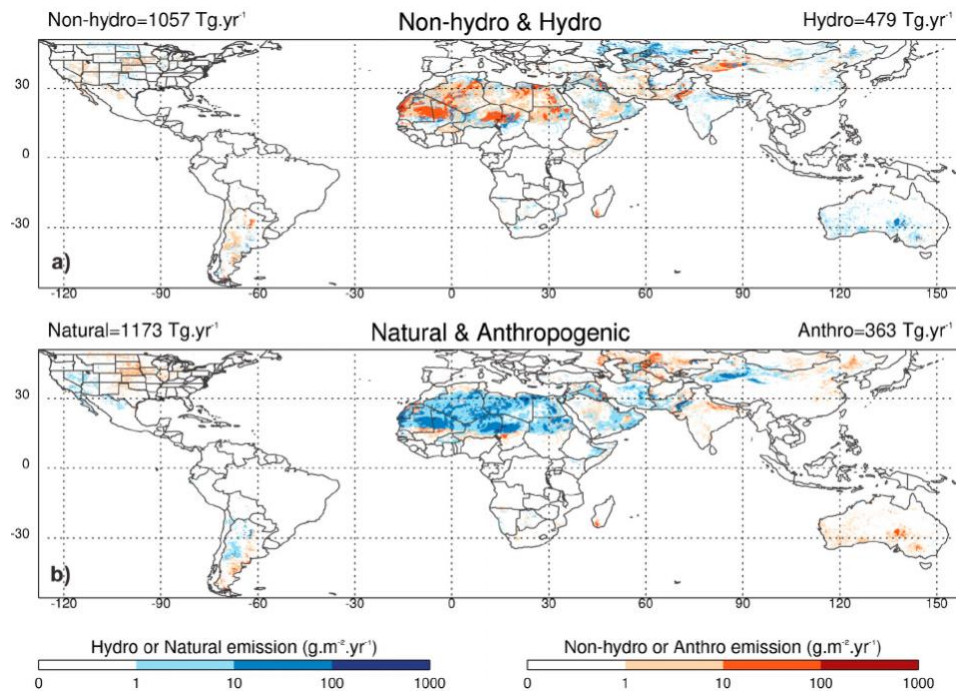 Non-hydro=1057 Tg.yr⁻¹ Non-hydro & Hydro Hydro=479 Tg.yr⁻¹
30
0
-30
a)
-120 -90 -60 0 30 60 90 120 150
Natural=1173 Tg.yr⁻¹ Natural & Anthropogenic Anthro=363 Tg.yr⁻¹
30
0
-30
b)
-120 -90 -60 0 30 60 90 120 150
Hydro or Natural emission (g.m⁻².yr⁻¹) Non-hydro or Anthro emission (g.m⁻².yr⁻¹)
0 1 10 100 1000 0 1 10 100 1000